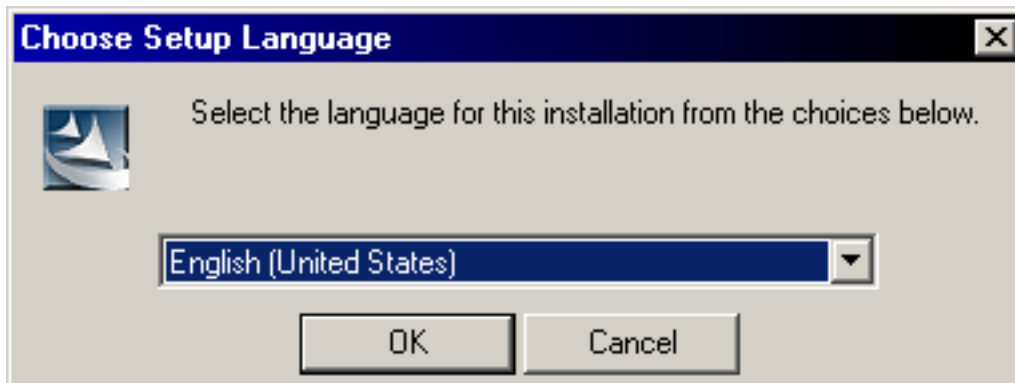 Choose Setup Language
Select the language for this installation from the choices below.
English (United States)
OK
Cancel